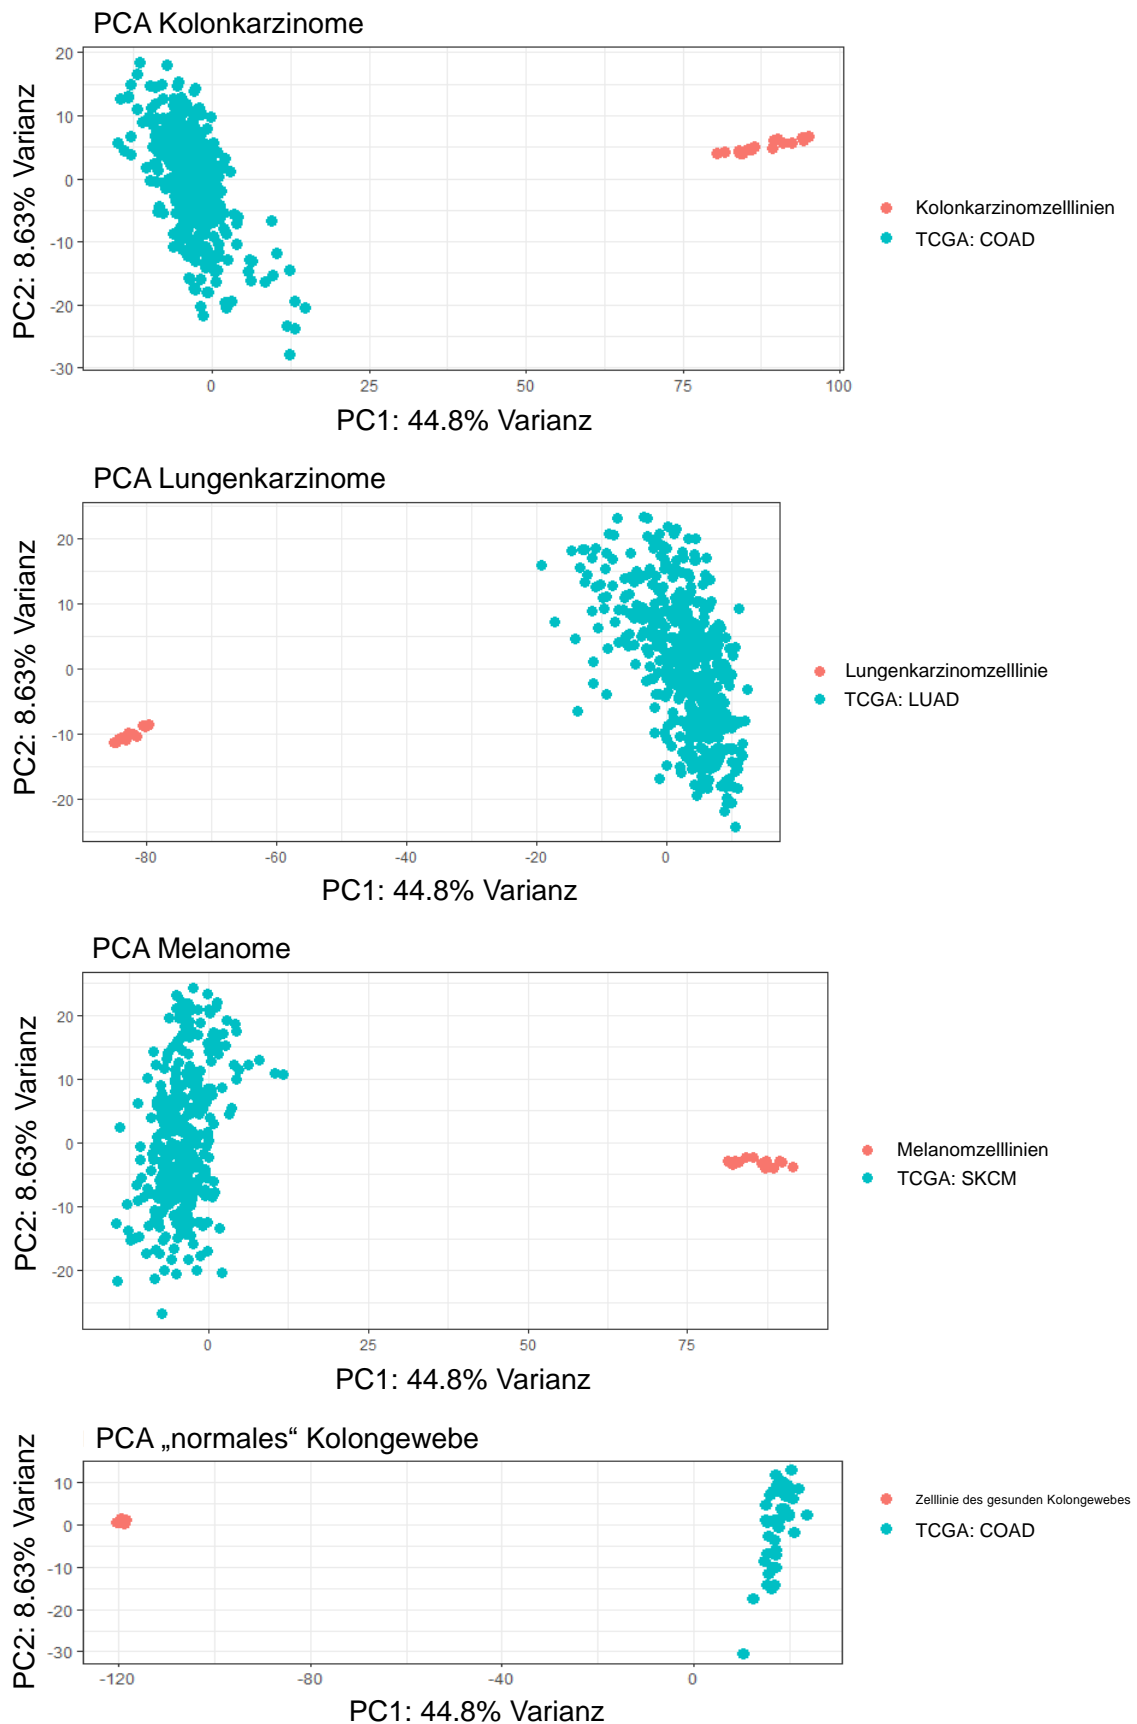 PCA Kolonkarzinome
20
10
0
-10
-20
-30
PC2: 8.63% Varianz
0
25
50
75
100
PC1: 44.8% Varianz
Kolonkarzinomzelllinien
TCGA: COAD
PCA Lungenkarzinome
20
10
0
-10
-20
PC2: 8.63% Varianz
-80
-60
-40
-20
0
PC1: 44.8% Varianz
Lungenkarzinomzelllinie
TCGA: LUAD
PCA Melanome
20
10
0
-10
-20
PC2: 8.63% Varianz
0
25
50
75
PC1: 44.8% Varianz
Melanomzelllinien
TCGA: SKCM
PCA „normales“ Kolongewebe
10
0
-10
-20
-30
PC2: 8.63% Varianz
-120
-80
-40
0
PC1: 44.8% Varianz
Zelllinie des gesunden Kolongewebes
TCGA: COAD